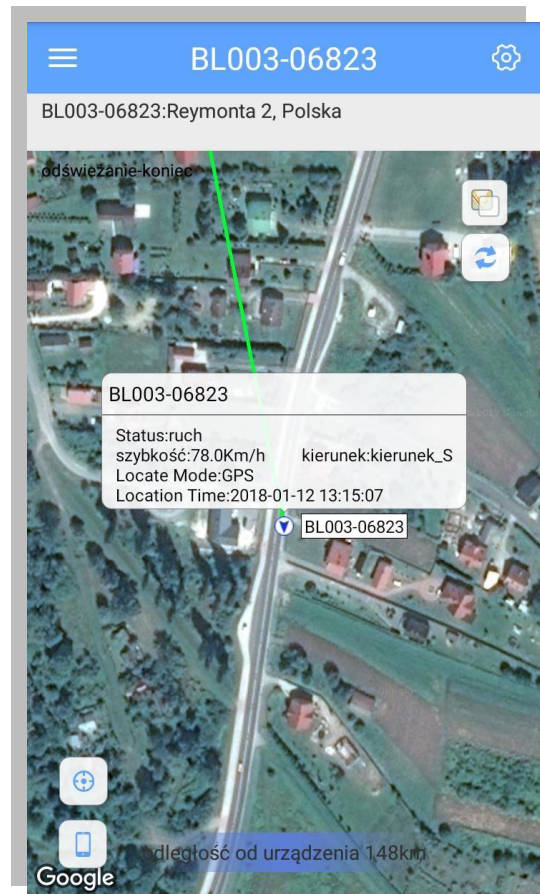 BL003-06823
BL003-06823:Reymonta 2, Polska
odświeżanie-koniec
BL003-06823
Status:ruch
szybkość:78.0Km/h kierunek:kierunek_S
Locate Mode:GPS
Location Time:2018-01-12 13:15:07
BL003-06823
odległość od urządzenia 148km
Google